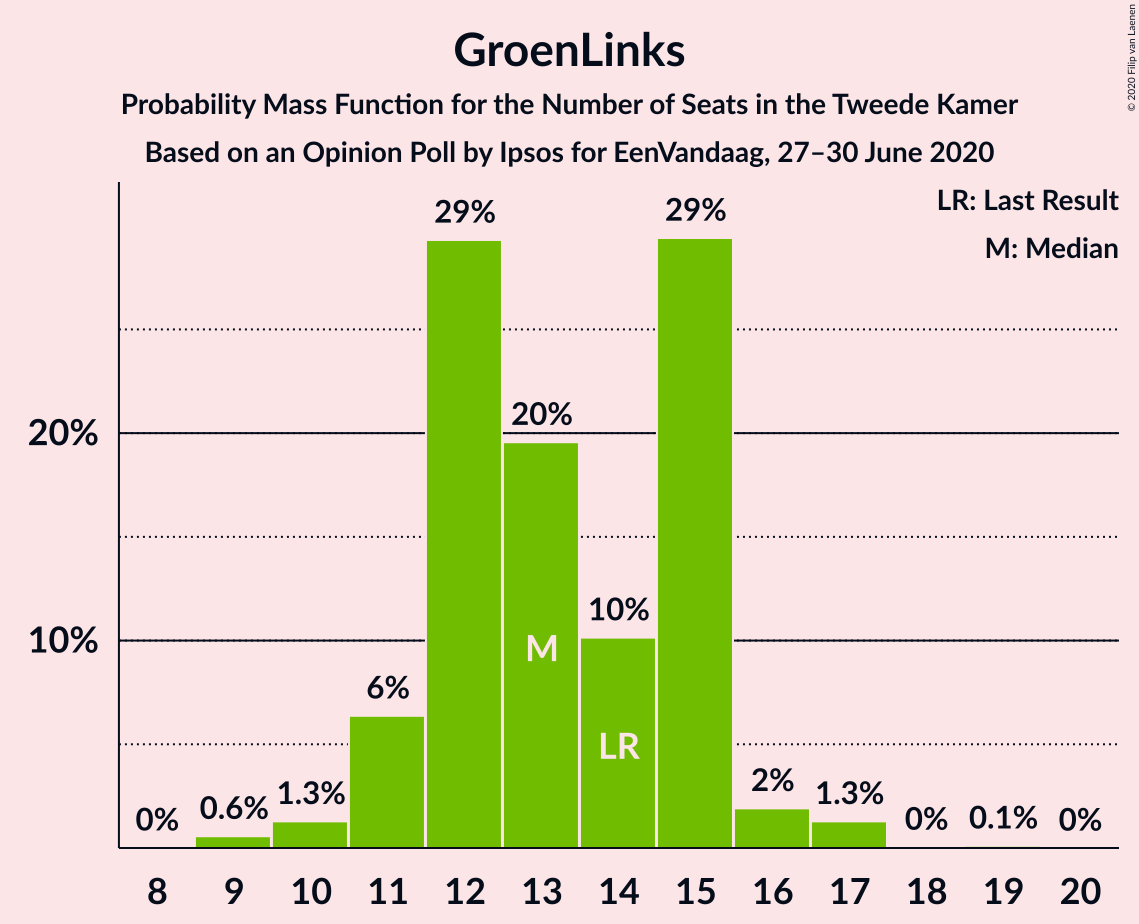 GroenLinks
Probability Mass Function for the Number of Seats in the Tweede Kamer
Based on an Opinion Poll by Ipsos for EenVandaag, 27–30 June 2020
© 2020 Filip van Laenen
LR: Last Result
M: Median
20%
10%
0%
0.6%
1.3%
6%
29%
20%
10%
29%
2%
1.3%
0%
0.1%
0%
M
LR
8 9 10 11 12 13 14 15 16 17 18 19 20